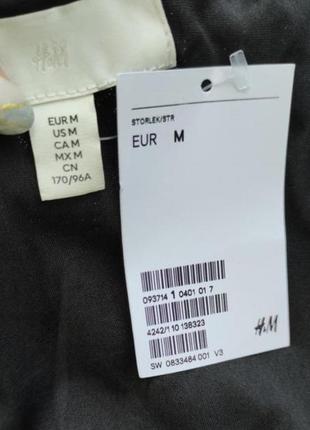 H&M
EUR M
US M
CA M
MX M
CN
170/96A
STORLEK/STR
EUR M
093714 1 0401 01 7
4242/1 10 138323
H&M
SW 0833484 001 V3